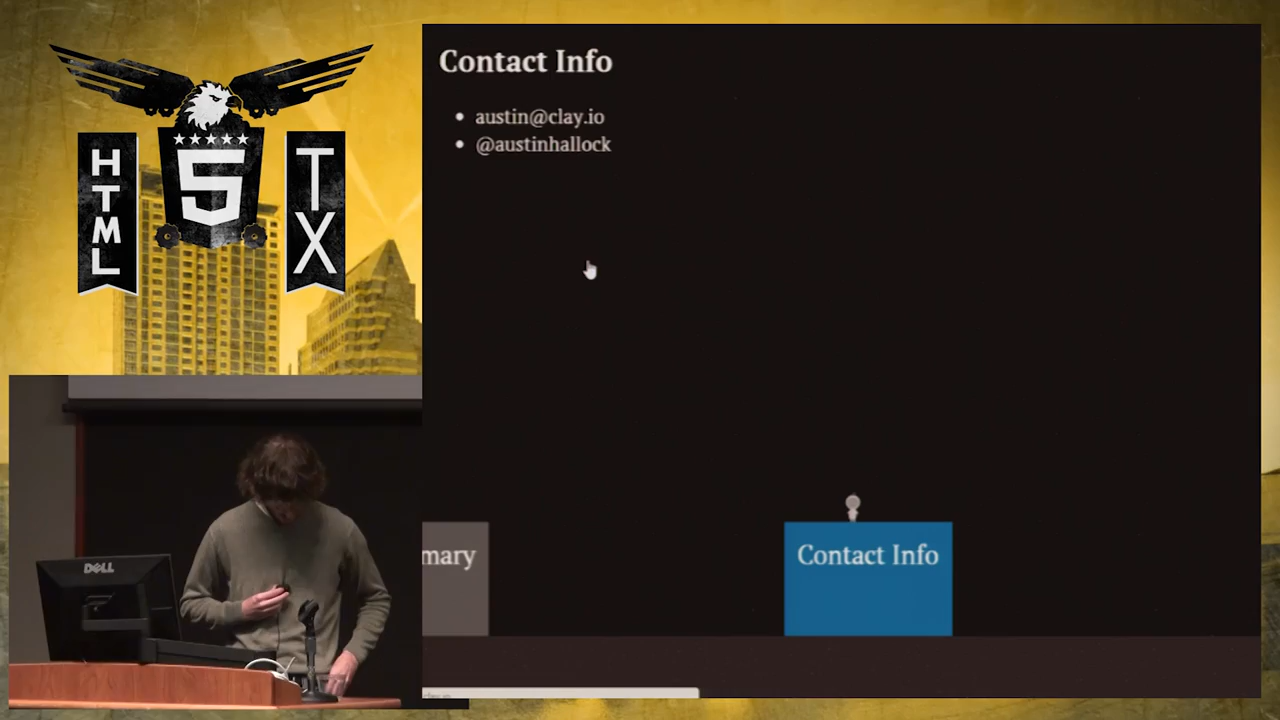 HTML
5
TX
Contact Info
austin@clay.io
@austinhallock
mary
Contact Info
DELL